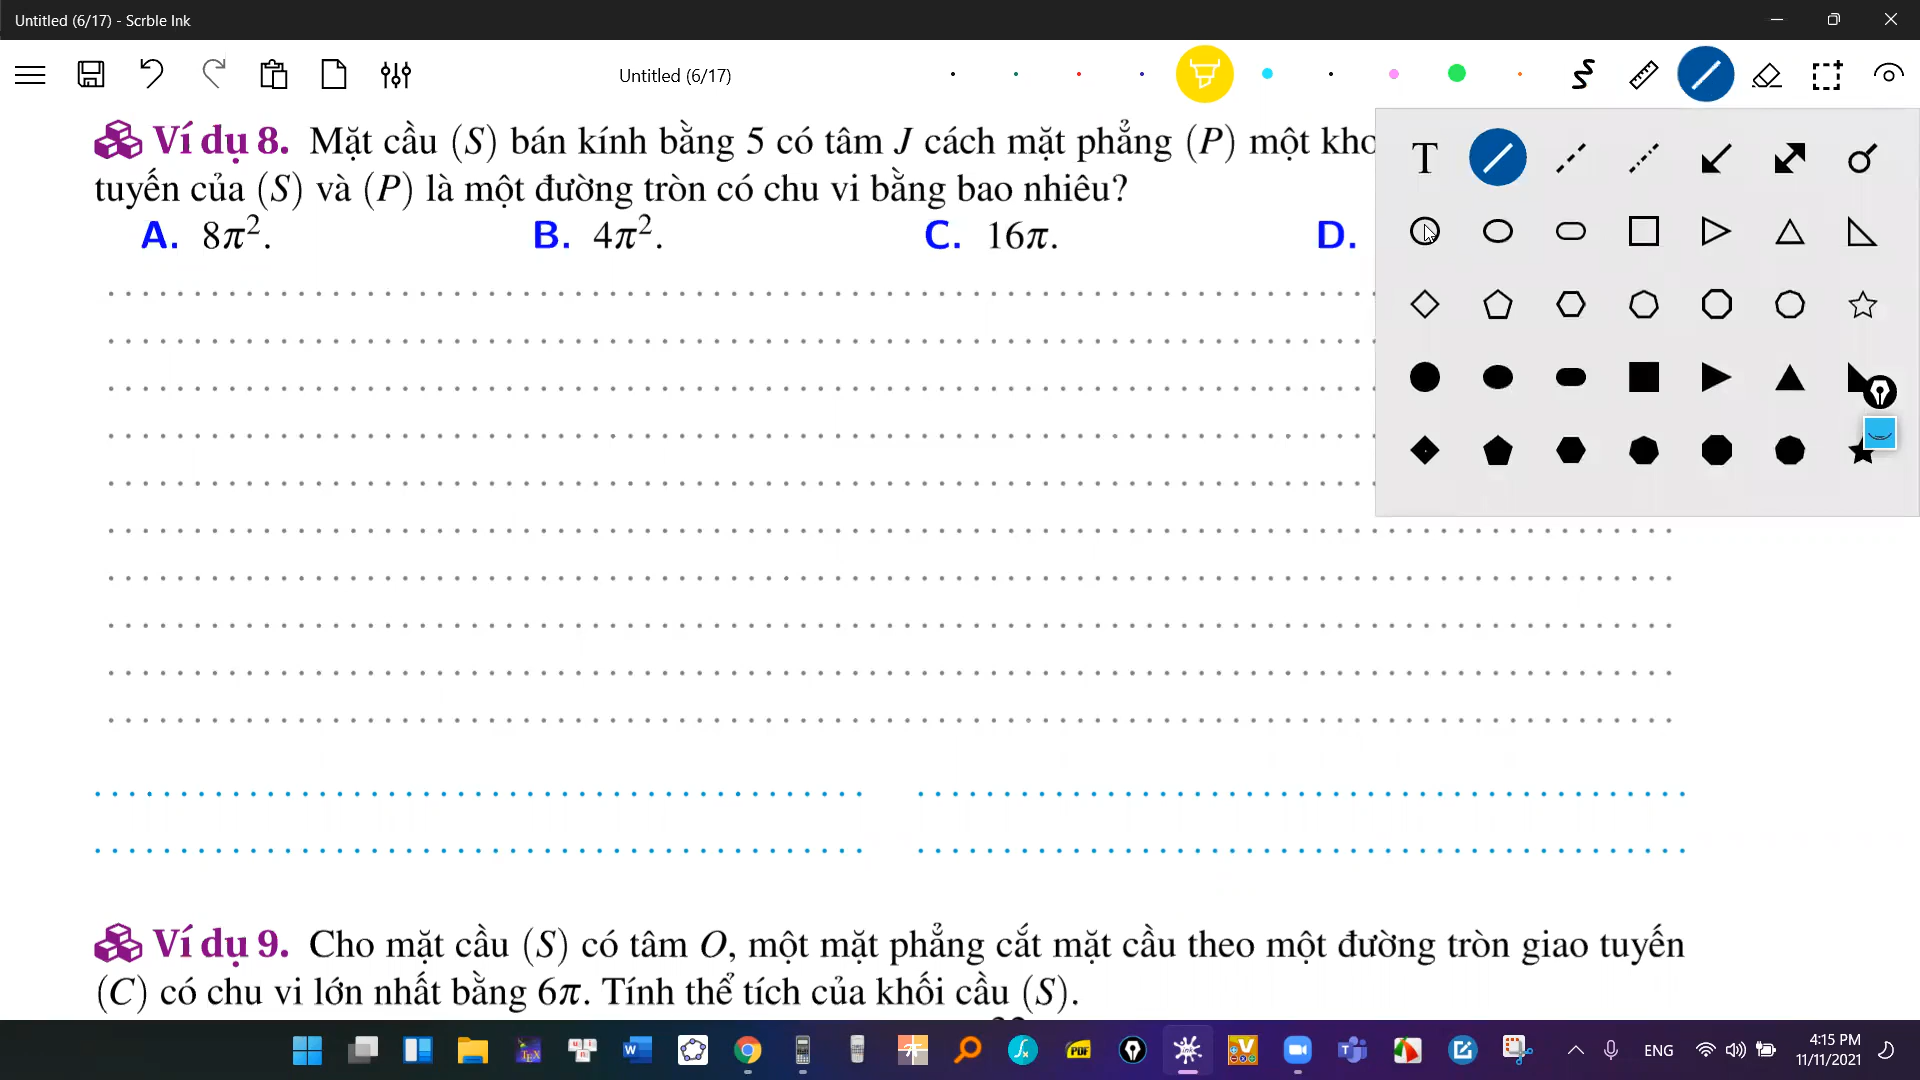 Untitled (6/17) - Scrble Ink
Untitled (6/17)
Ví dụ 8. Mặt cầu (S) bán kính bằng 5 có tâm J cách mặt phẳng (P) một kho
tuyến của (S) và (P) là một đường tròn có chu vi bằng bao nhiêu?
A. 8π². B. 4π². C. 16π. D.
T
Ví dụ 9. Cho mặt cầu (S) có tâm O, một mặt phẳng cắt mặt cầu theo một đường tròn giao tuyến
(C) có chu vi lớn nhất bằng 6π. Tính thể tích của khối cầu (S).
ENG
4:15 PM
11/11/2021